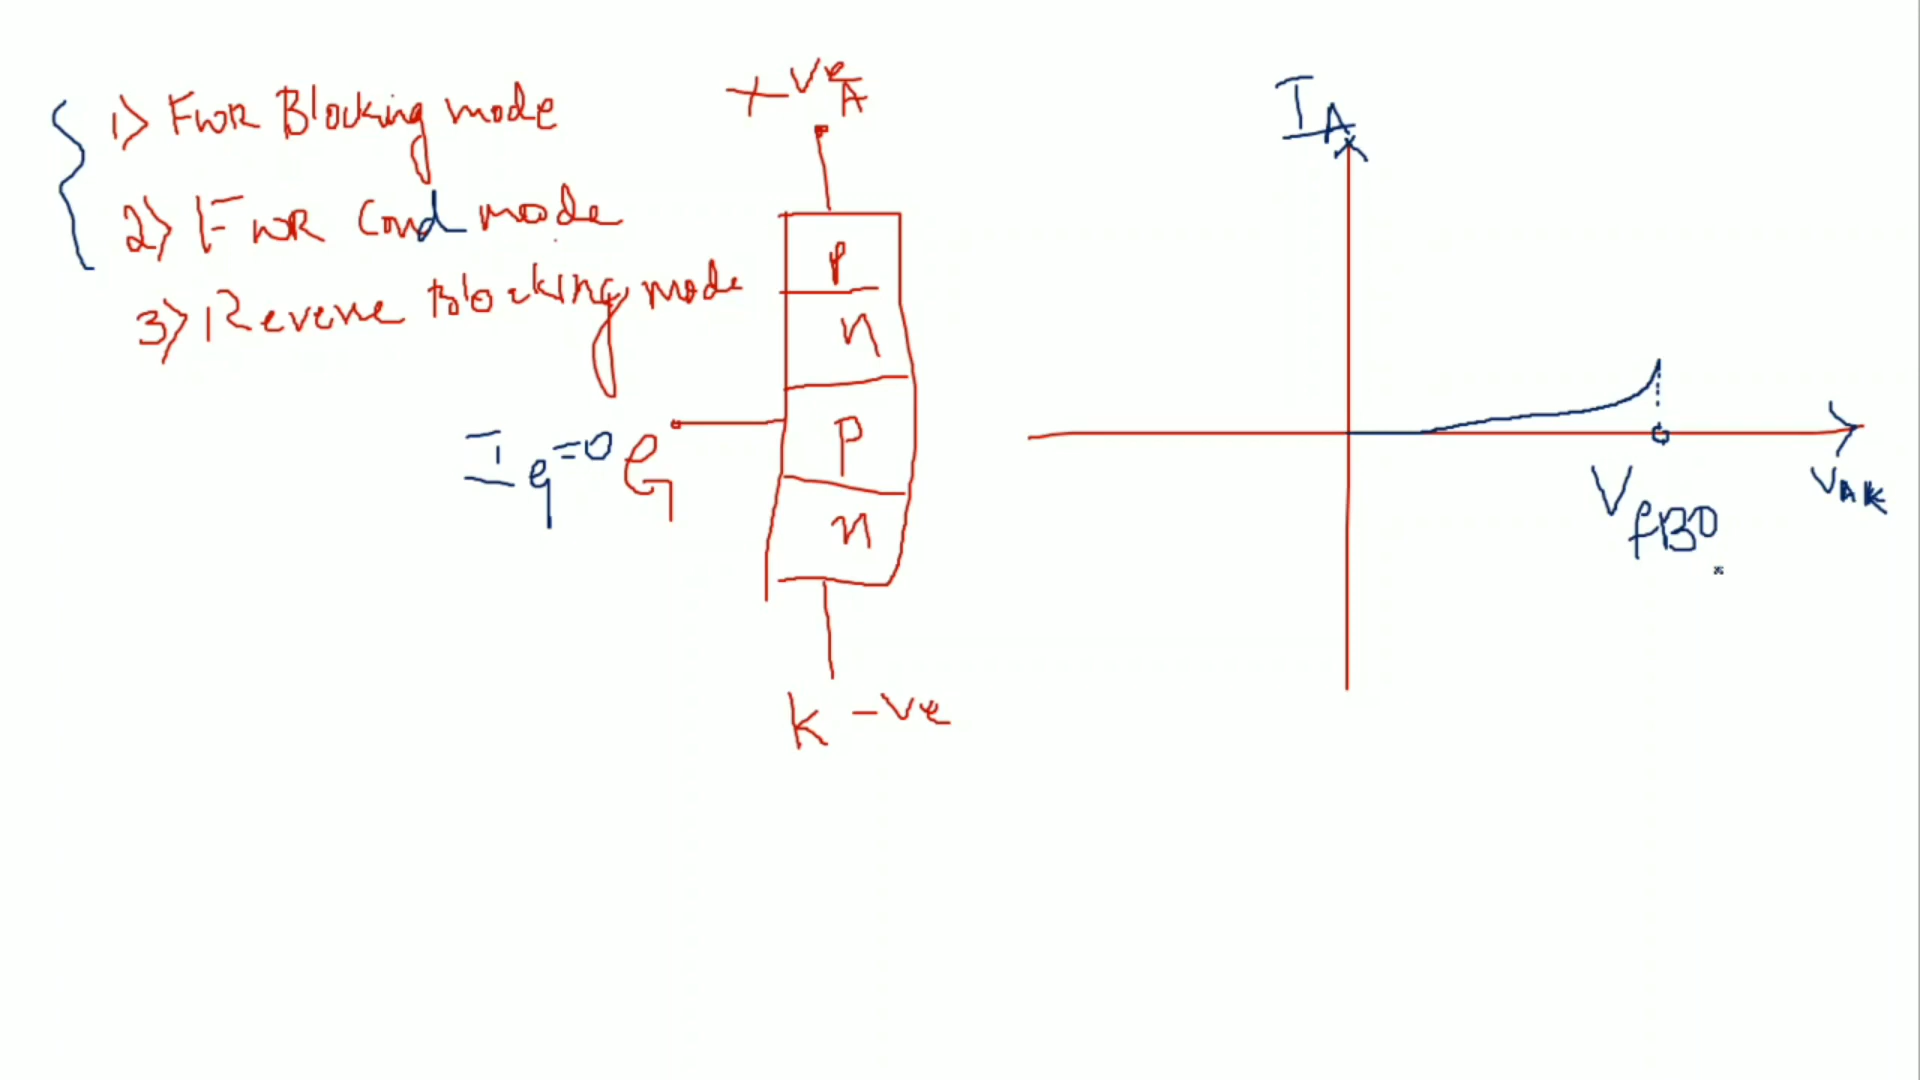 1) FWR Blocking mode
2) FWR Cond mode
3) Reverse Blocking mode
+ve
A
p
n
p
n
Ig=0 G
K -ve
IA
VAK
VfBO